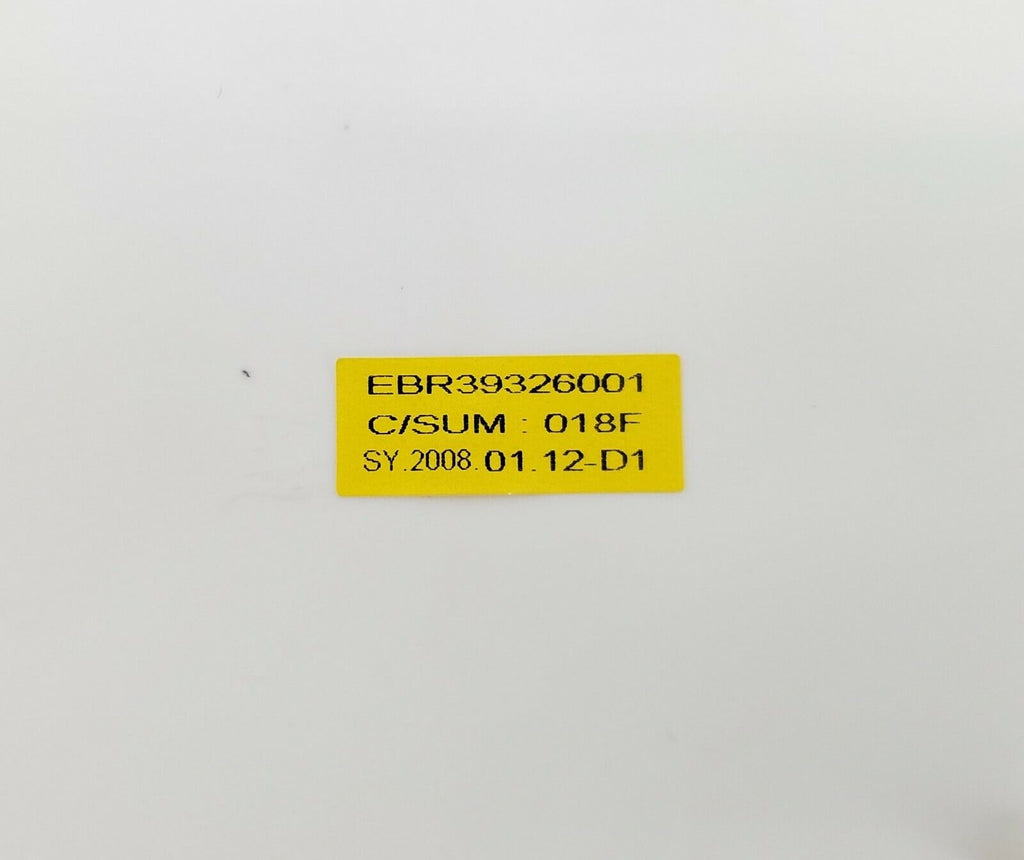 EBR39326001
C/SUM : 018F
SY.2008.01.12-D1